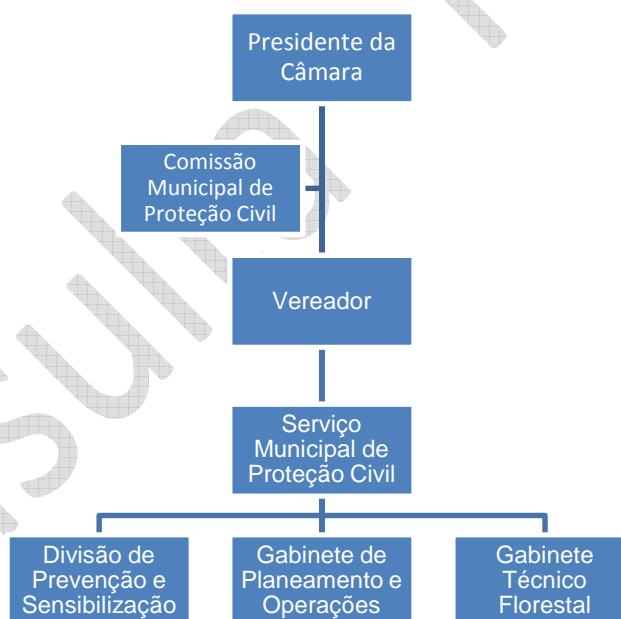 Presidente da
Câmara
Comissão
Municipal de
Proteção Civil
Vereador
Serviço
Municipal de
Proteção Civil
Divisão de
Prevenção e
Sensibilização
Gabinete de
Planeamento e
Operações
Gabinete
Técnico
Florestal